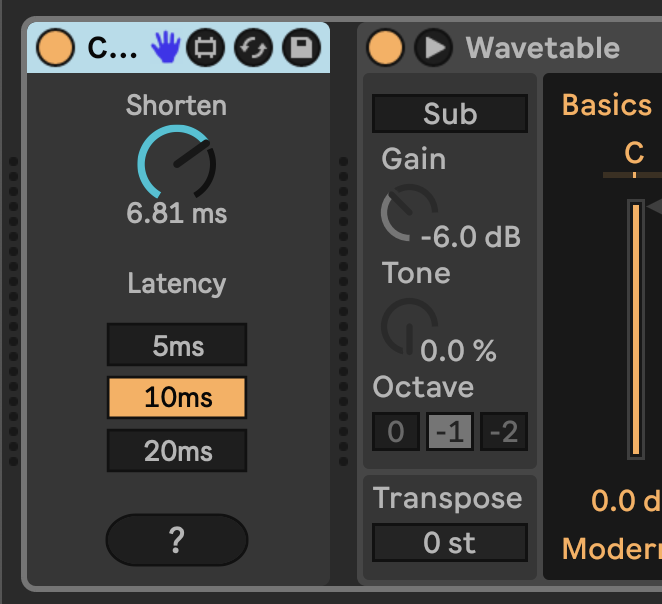 C...
Shorten
6.81 ms
Latency
5ms
10ms
20ms
?
Wavetable
Sub
Gain
-6.0 dB
Tone
0.0 %
Octave
0 -1 -2
Transpose
0 st
Basics
C
0.0 d
Modern